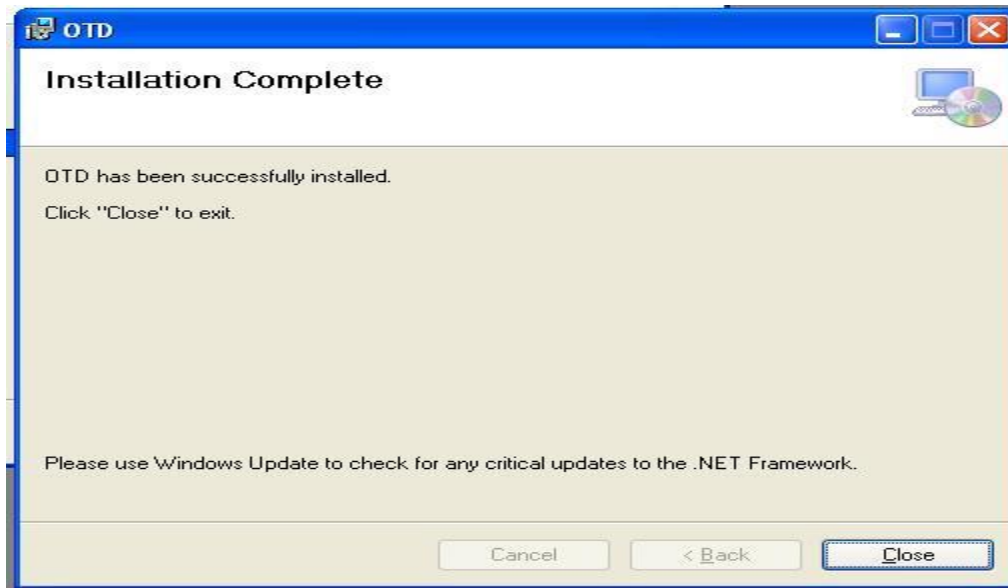 OTD
Installation Complete
OTD has been successfully installed.
Click "Close" to exit.
Please use Windows Update to check for any critical updates to the .NET Framework.
Cancel
< Back
Close